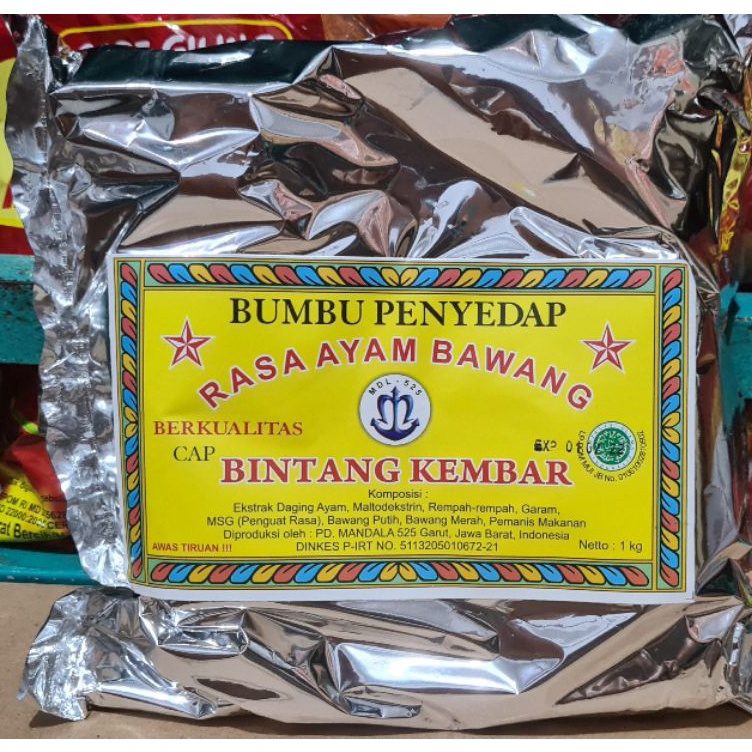 BUMBU PENYEDAP
RASA AYAM BAWANG
MDL - 525
BERKUALITAS
CAP
BINTANG KEMBAR
EXP 0
Komposisi :
Ekstrak Daging Ayam, Maltodekstrin, Rempah-rempah, Garam,
MSG (Penguat Rasa), Bawang Putih, Bawang Merah, Pemanis Makanan
Diproduksi oleh : PD. MANDALA 525 Garut, Jawa Barat, Indonesia
DINKES P-IRT NO. 5113205010672-21
AWAS TIRUAN !!!
Netto : 1 kg